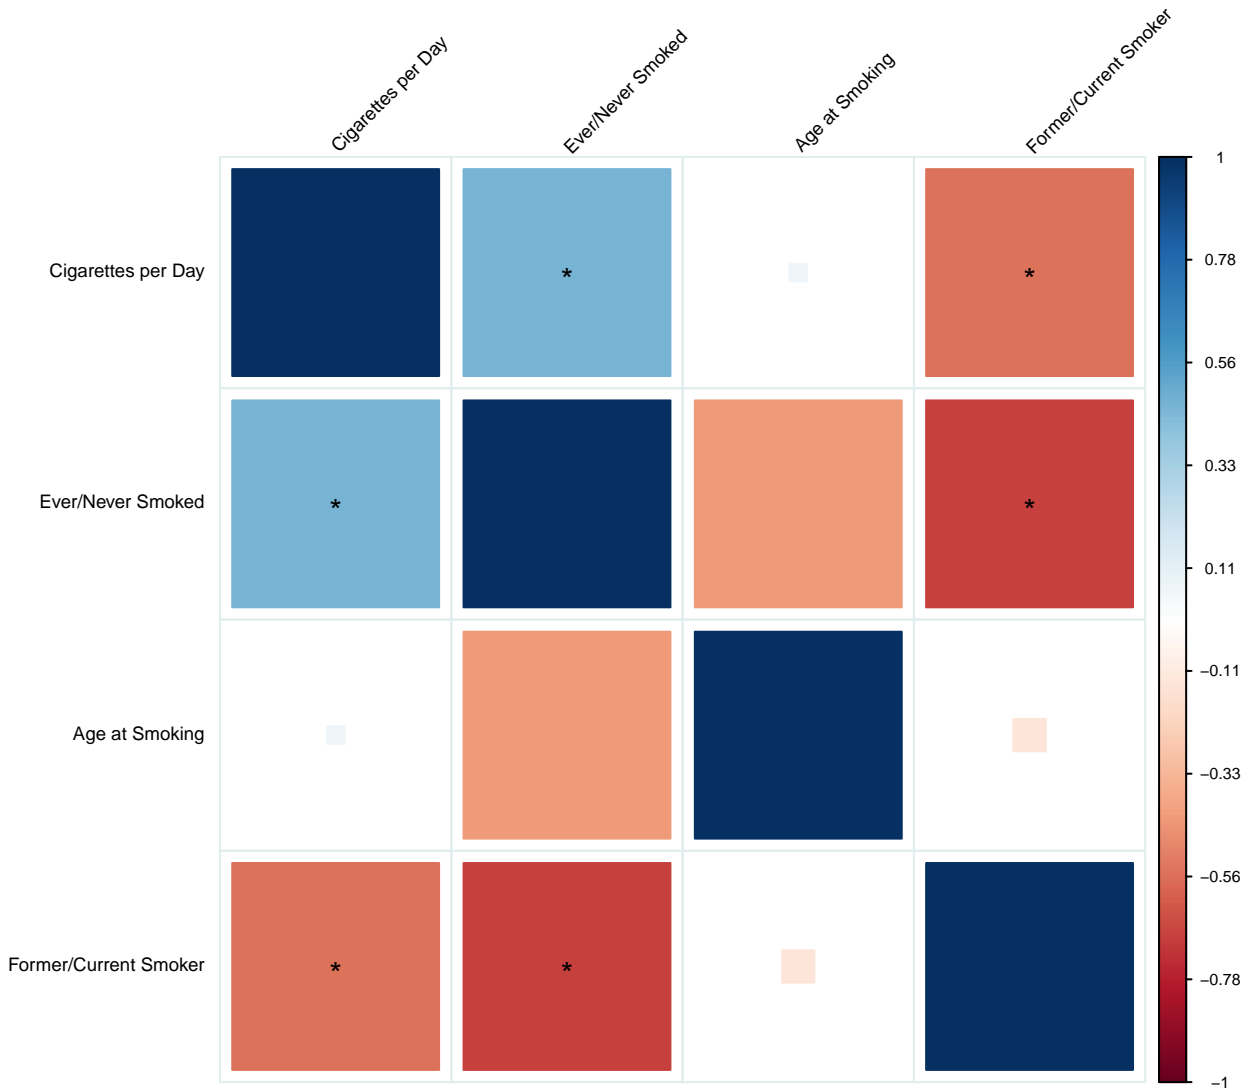 Cigarettes per Day
Ever/Never Smoked
Age at Smoking
Former/Current Smoker
Cigarettes per Day
*
*
Ever/Never Smoked
*
*
Age at Smoking
Former/Current Smoker
*
*
1
0.78
0.56
0.33
0.11
−0.11
−0.33
−0.56
−0.78
−1